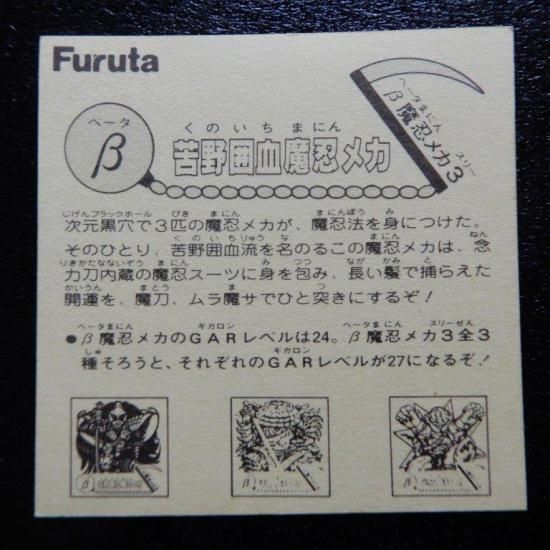 Furuta
β魔忍メカ3
β
苦野囲血魔忍メカ
次元黒穴で3匹の魔忍メカが、魔忍法を身につけた。
そのひとり、苦野囲血流を名のるこの魔忍メカは、念
力刀内蔵の魔忍スーツに身を包み、長い髪で捕らえた
開運を、魔刀、ムラ魔サでひと突きにするぞ!
●β魔忍メカのGARレベルは24。β魔忍メカ3全3
種そろうと、それぞれのGARレベルが27になるぞ!
β
β
β